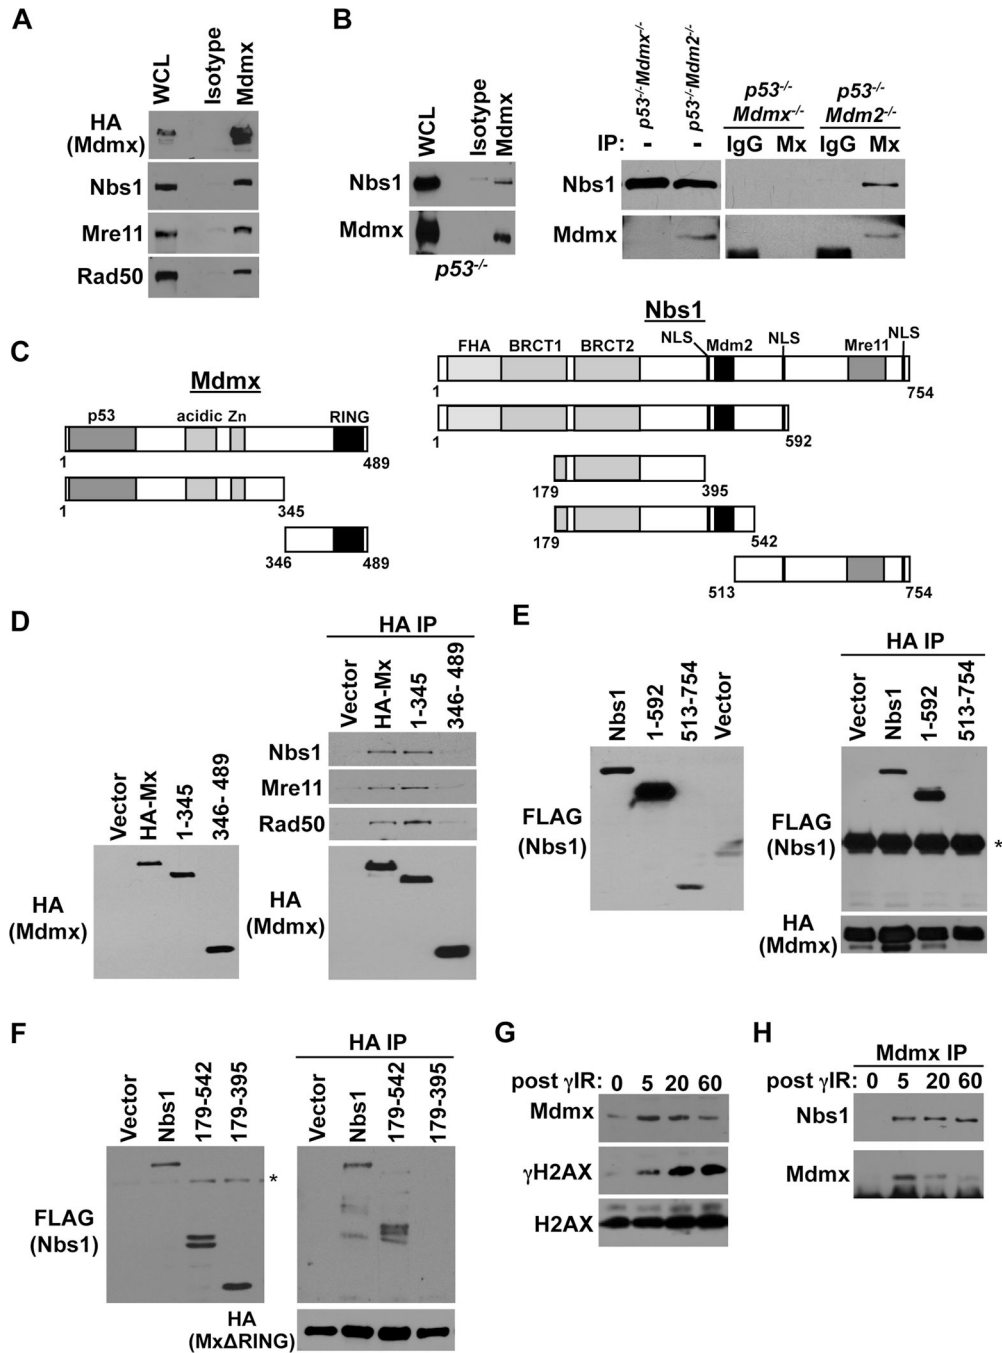 A
WCL
Isotype
Mdmx
HA
(Mdmx)
Nbs1
Mre11
Rad50
B
WCL
Isotype
Mdmx
Nbs1
Mdmx
p53-/-
p53-/-Mdmx-/-
p53-/-Mdm2-/-
p53-/-
Mdmx-/-
p53-/-
Mdm2-/-
IP: - - IgG Mx IgG Mx
Nbs1
Mdmx
C
Mdmx
p53 acidic Zn RING
1 489
1 345
346 489
Nbs1
FHA BRCT1 BRCT2 NLS Mdm2 NLS Mre11 NLS
1 754
1 592
179 395
179 542
513 754
D
Vector
HA-Mx
1-345
346- 489
HA
(Mdmx)
HA IP
Vector
HA-Mx
1-345
346- 489
Nbs1
Mre11
Rad50
HA
(Mdmx)
E
Nbs1
1-592
513-754
Vector
FLAG
(Nbs1)
HA IP
Vector
Nbs1
1-592
513-754
FLAG
(Nbs1)
*
HA
(Mdmx)
F
Vector
Nbs1
179-542
179-395
*
FLAG
(Nbs1)
HA IP
Vector
Nbs1
179-542
179-395
HA
(MxΔRING)
G
post γIR: 0 5 20 60
Mdmx
γH2AX
H2AX
H
Mdmx IP
post γIR: 0 5 20 60
Nbs1
Mdmx